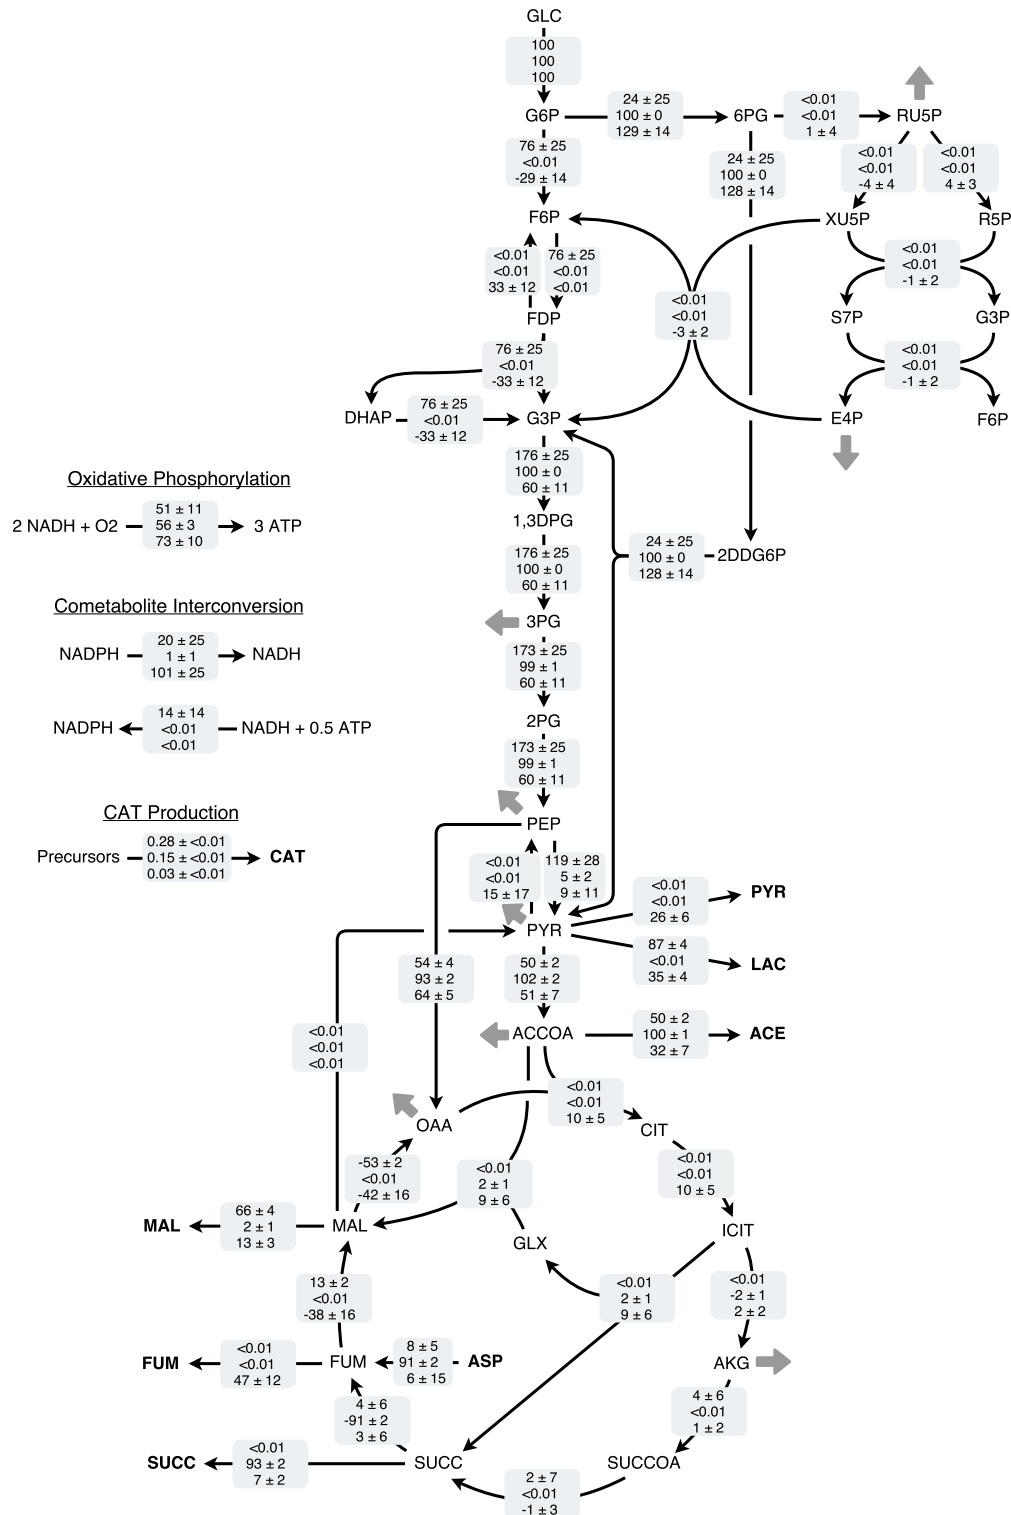 GLC
100
100
100
G6P
24 ± 25
100 ± 0
129 ± 14
6PG
<0.01
<0.01
1 ± 4
RU5P
76 ± 25
<0.01
-29 ± 14
24 ± 25
100 ± 0
128 ± 14
<0.01
<0.01
-4 ± 4
<0.01
<0.01
4 ± 3
F6P
XU5P
R5P
<0.01
<0.01
33 ± 12
76 ± 25
<0.01
<0.01
<0.01
<0.01
-1 ± 2
FDP
<0.01
<0.01
-3 ± 2
S7P
G3P
76 ± 25
<0.01
-33 ± 12
<0.01
<0.01
-1 ± 2
DHAP
76 ± 25
<0.01
-33 ± 12
G3P
E4P
F6P
176 ± 25
100 ± 0
60 ± 11
Oxidative Phosphorylation
2 NADH + O2
51 ± 11
56 ± 3
73 ± 10
3 ATP
1,3DPG
176 ± 25
100 ± 0
60 ± 11
24 ± 25
100 ± 0
128 ± 14
2DDG6P
Cometabolite Interconversion
3PG
NADPH
20 ± 25
1 ± 1
101 ± 25
NADH
173 ± 25
99 ± 1
60 ± 11
NADPH
14 ± 14
<0.01
<0.01
NADH + 0.5 ATP
2PG
173 ± 25
99 ± 1
60 ± 11
CAT Production
PEP
Precursors
0.28 ± <0.01
0.15 ± <0.01
0.03 ± <0.01
CAT
<0.01
<0.01
15 ± 17
119 ± 28
5 ± 2
9 ± 11
<0.01
<0.01
26 ± 6
PYR
PYR
87 ± 4
<0.01
35 ± 4
LAC
54 ± 4
93 ± 2
64 ± 5
50 ± 2
102 ± 2
51 ± 7
<0.01
<0.01
<0.01
ACCOA
50 ± 2
100 ± 1
32 ± 7
ACE
<0.01
<0.01
10 ± 5
OAA
CIT
-53 ± 2
<0.01
-42 ± 16
<0.01
2 ± 1
9 ± 6
<0.01
<0.01
10 ± 5
MAL
66 ± 4
2 ± 1
13 ± 3
MAL
GLX
ICIT
13 ± 2
<0.01
-38 ± 16
<0.01
2 ± 1
9 ± 6
<0.01
-2 ± 1
2 ± 2
FUM
<0.01
<0.01
47 ± 12
FUM
8 ± 5
91 ± 2
6 ± 15
ASP
AKG
4 ± 6
-91 ± 2
3 ± 6
4 ± 6
<0.01
1 ± 2
SUCC
<0.01
93 ± 2
7 ± 2
SUCC
SUCCOA
2 ± 7
<0.01
-1 ± 3